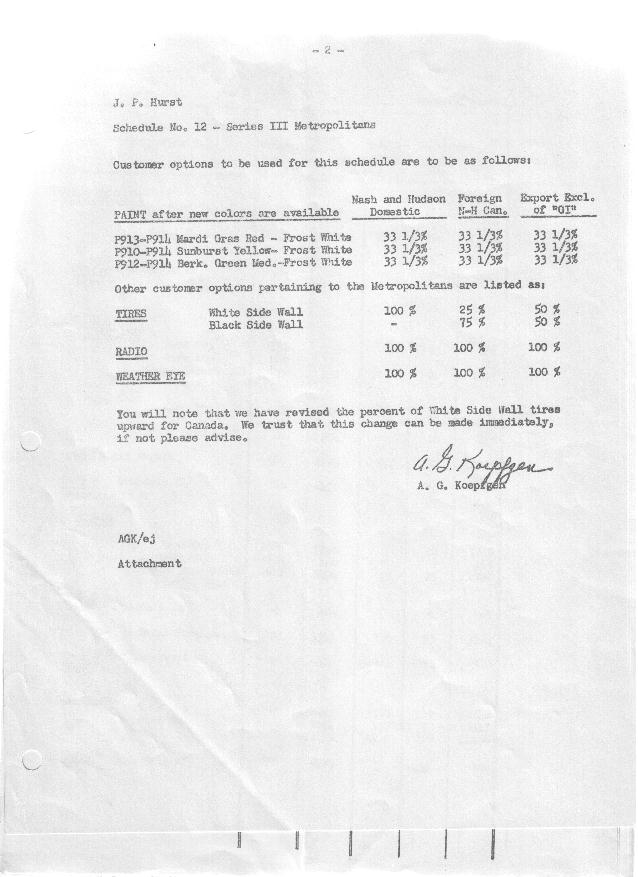 - 2 -
J. P. Hurst
Schedule No. 12 - Series III Metropolitans
Customer options to be used for this schedule are to be as follows:
Nash and Hudson Foreign Export Excl.
PAINT after new colors are available Domestic N-H Can. of "GT"
P913-P914 Mardi Gras Red - Frost White 33 1/3% 33 1/3% 33 1/3%
P910-P914 Sunburst Yellow- Frost White 33 1/3% 33 1/3% 33 1/3%
P912-P914 Berk. Green Med.-Frost White 33 1/3% 33 1/3% 33 1/3%
Other customer options pertaining to the Metropolitans are listed as:
TIRES White Side Wall 100 % 25 % 50 %
Black Side Wall - 75 % 50 %
RADIO 100 % 100 % 100 %
WEATHER EYE 100 % 100 % 100 %
You will note that we have revised the percent of White Side Wall tires
upward for Canada. We trust that this change can be made immediately,
if not please advise.
A. G. Koepfgen
A. G. Koepfgen
AGK/ej
Attachment